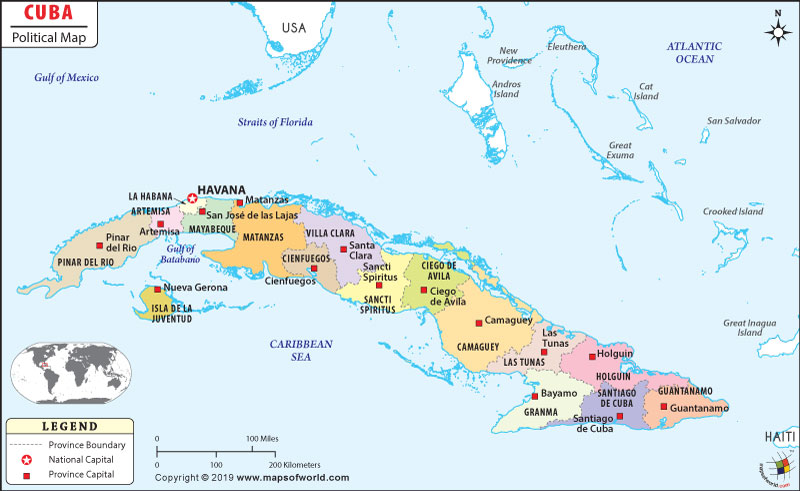 CUBA
Political Map
N
USA
ATLANTIC
OCEAN
Gulf of Mexico
New
Providence
Eleuthera
Andros
Island
Cat
Island
Straits of Florida
San Salvador
Great
Exuma
Crooked Island
Great Inagua
Island
HAITI
LA HABANA
HAVANA
Matanzas
ARTEMISA
Artemisa
San José de las Lajas
MAYABEQUE
MATANZAS
Pinar
del Rio
PINAR DEL RIO
Gulf of
Batabano
VILLA CLARA
Santa
Clara
CIENFUEGOS
Cienfuegos
Sancti
Spiritus
SANCTI
SPIRITUS
CIEGO DE
AVILA
Ciego
de Avila
Nueva Gerona
ISLA DE LA
JUVENTUD
Camaguey
CAMAGUEY
Las
Tunas
LAS TUNAS
Holguin
HOLGUIN
CARIBBEAN
SEA
Bayamo
GRANMA
SANTIAGO
DE CUBA
Santiago
de Cuba
GUANTANAMO
Guantanamo
LEGEND
Province Boundary
National Capital
Province Capital
0
100 Miles
0
100
200 Kilometers
Copyright © 2019 www.mapsofworld.com
mapsofworld.com